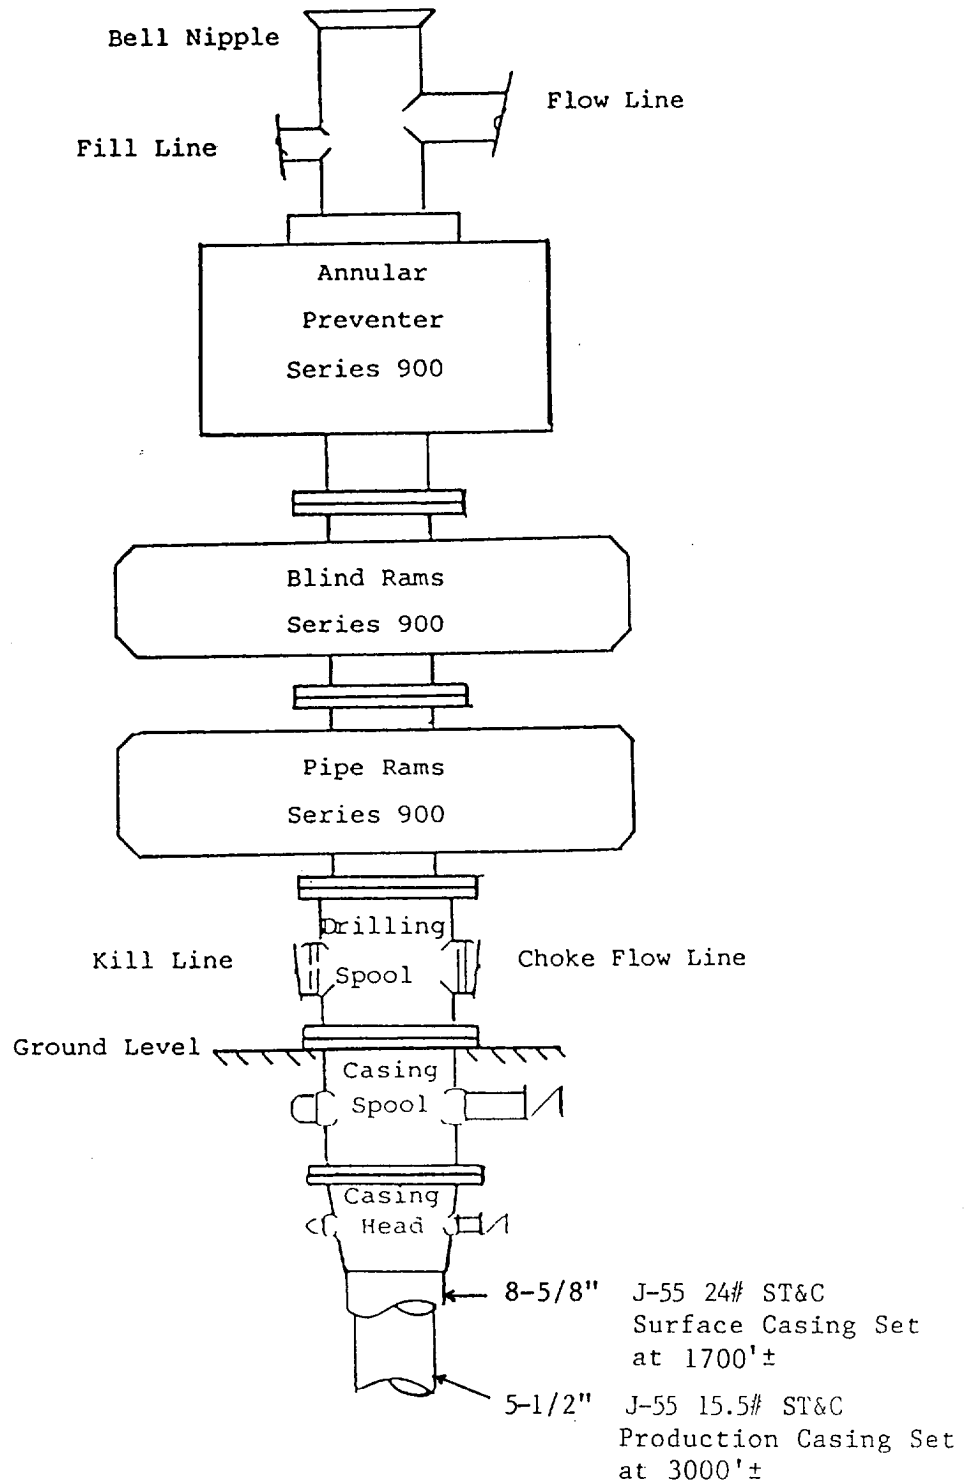 Bell Nipple
Flow Line
Fill Line
Annular
Preventer
Series 900
Blind Rams
Series 900
Pipe Rams
Series 900
Drilling
Spool
Kill Line
Choke Flow Line
Ground Level
Casing
Spool
Casing
Head
8-5/8" J-55 24# ST&C
Surface Casing Set
at 1700'±
5-1/2" J-55 15.5# ST&C
Production Casing Set
at 3000'±